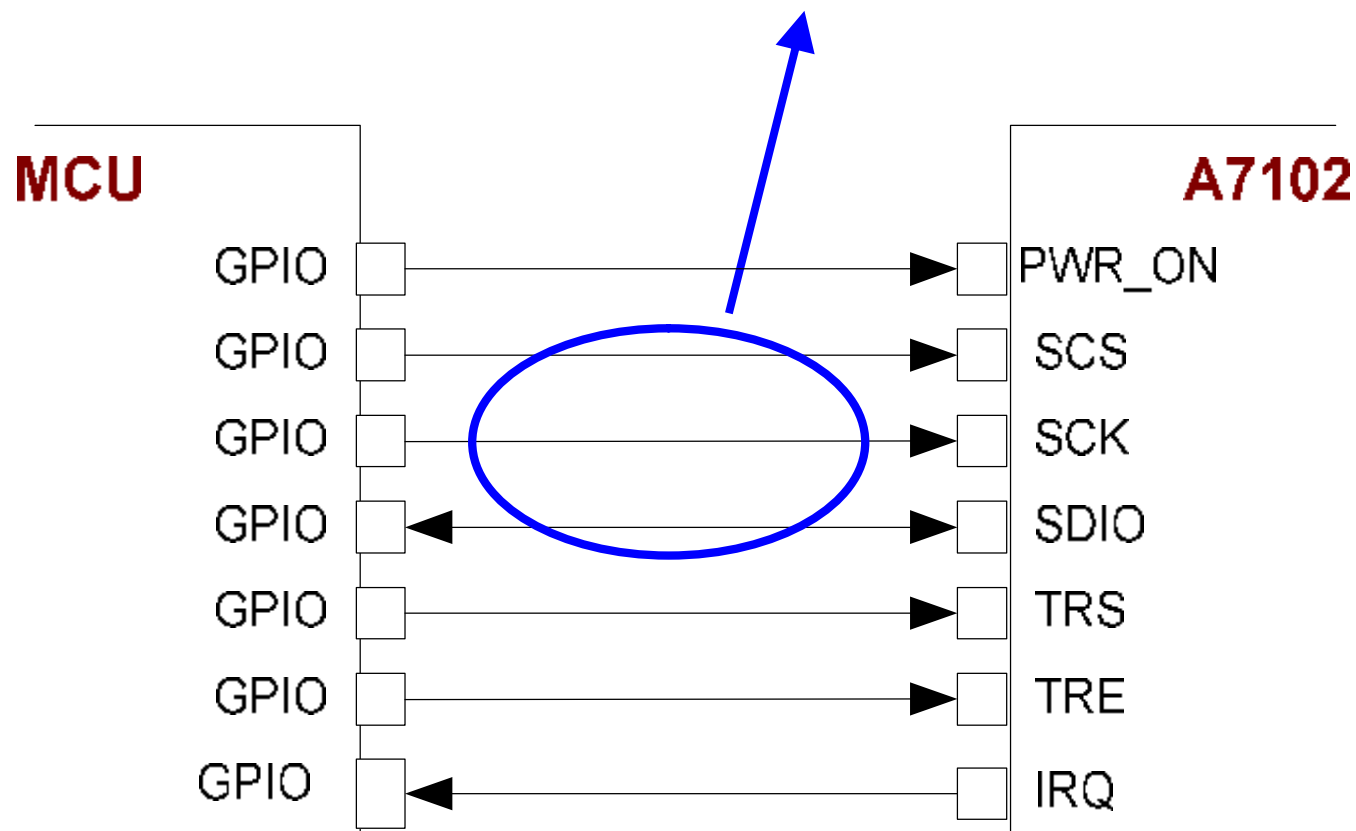 MCU A7102
GPIO PWR_ON
GPIO SCS
GPIO SCK
GPIO SDIO
GPIO TRS
GPIO TRE
GPIO IRQ